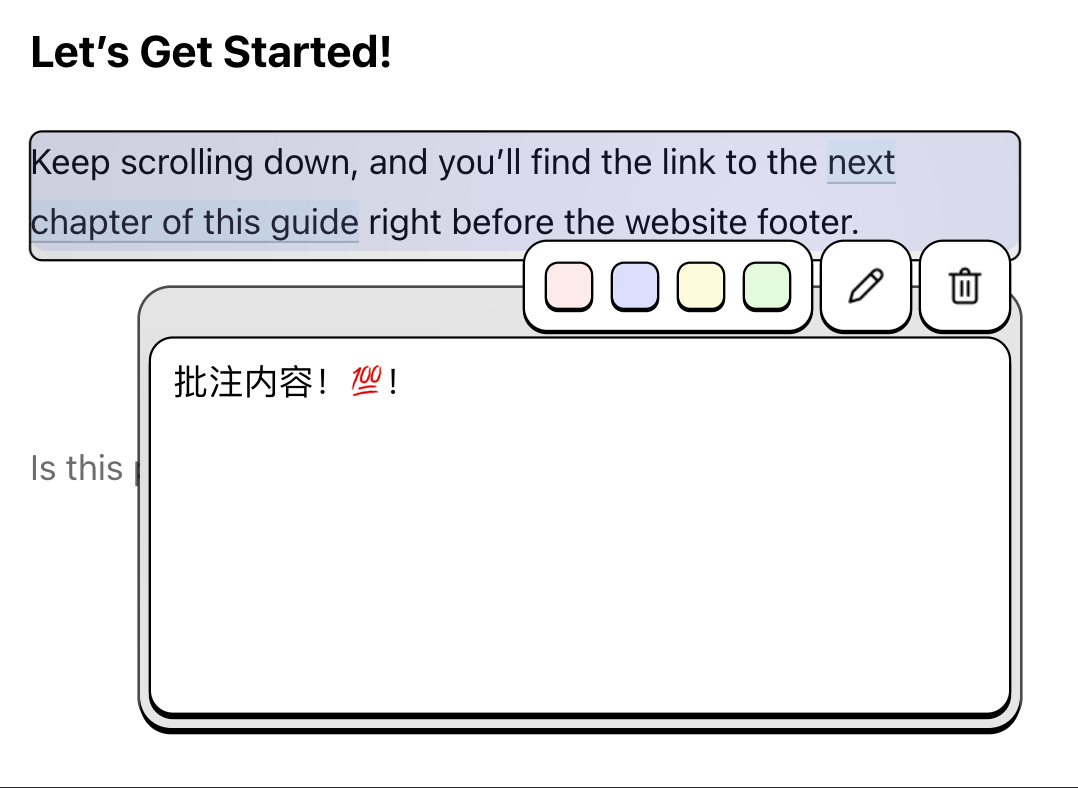 Let’s Get Started!
Keep scrolling down, and you’ll find the link to the next
chapter of this guide right before the website footer.
批注内容！💯！
Is this